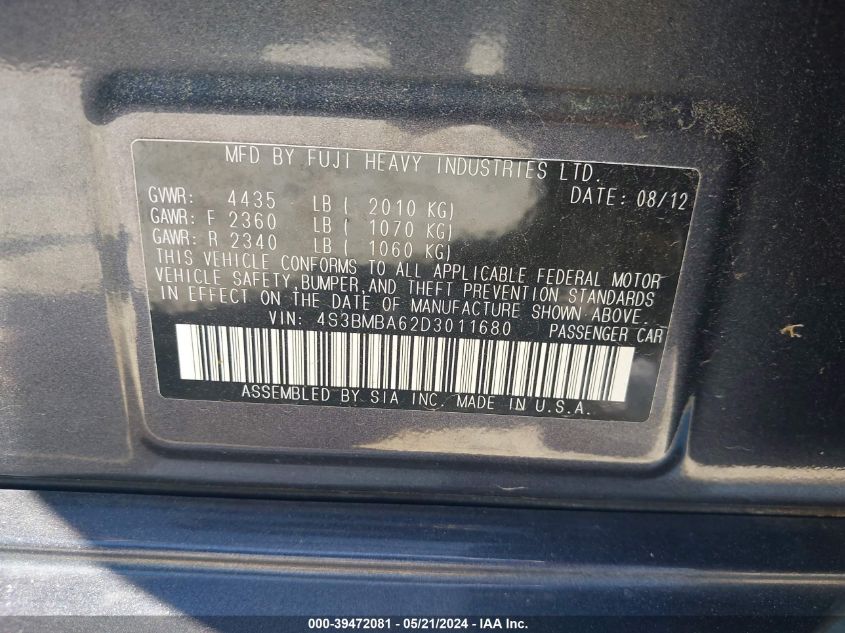 MFD BY FUJI HEAVY INDUSTRIES LTD.
GVWR: 4435 LB ( 2010 KG) DATE: 08/12
GAWR: F 2360 LB ( 1070 KG)
GAWR: R 2340 LB ( 1060 KG)
THIS VEHICLE CONFORMS TO ALL APPLICABLE FEDERAL MOTOR
VEHICLE SAFETY, BUMPER, AND THEFT PREVENTION STANDARDS
IN EFFECT ON THE DATE OF MANUFACTURE SHOWN ABOVE.
VIN: 4S3BMBA62D3011680 PASSENGER CAR
ASSEMBLED BY SIA INC. MADE IN U.S.A.
000-39472081 - 05/21/2024 - IAA Inc.